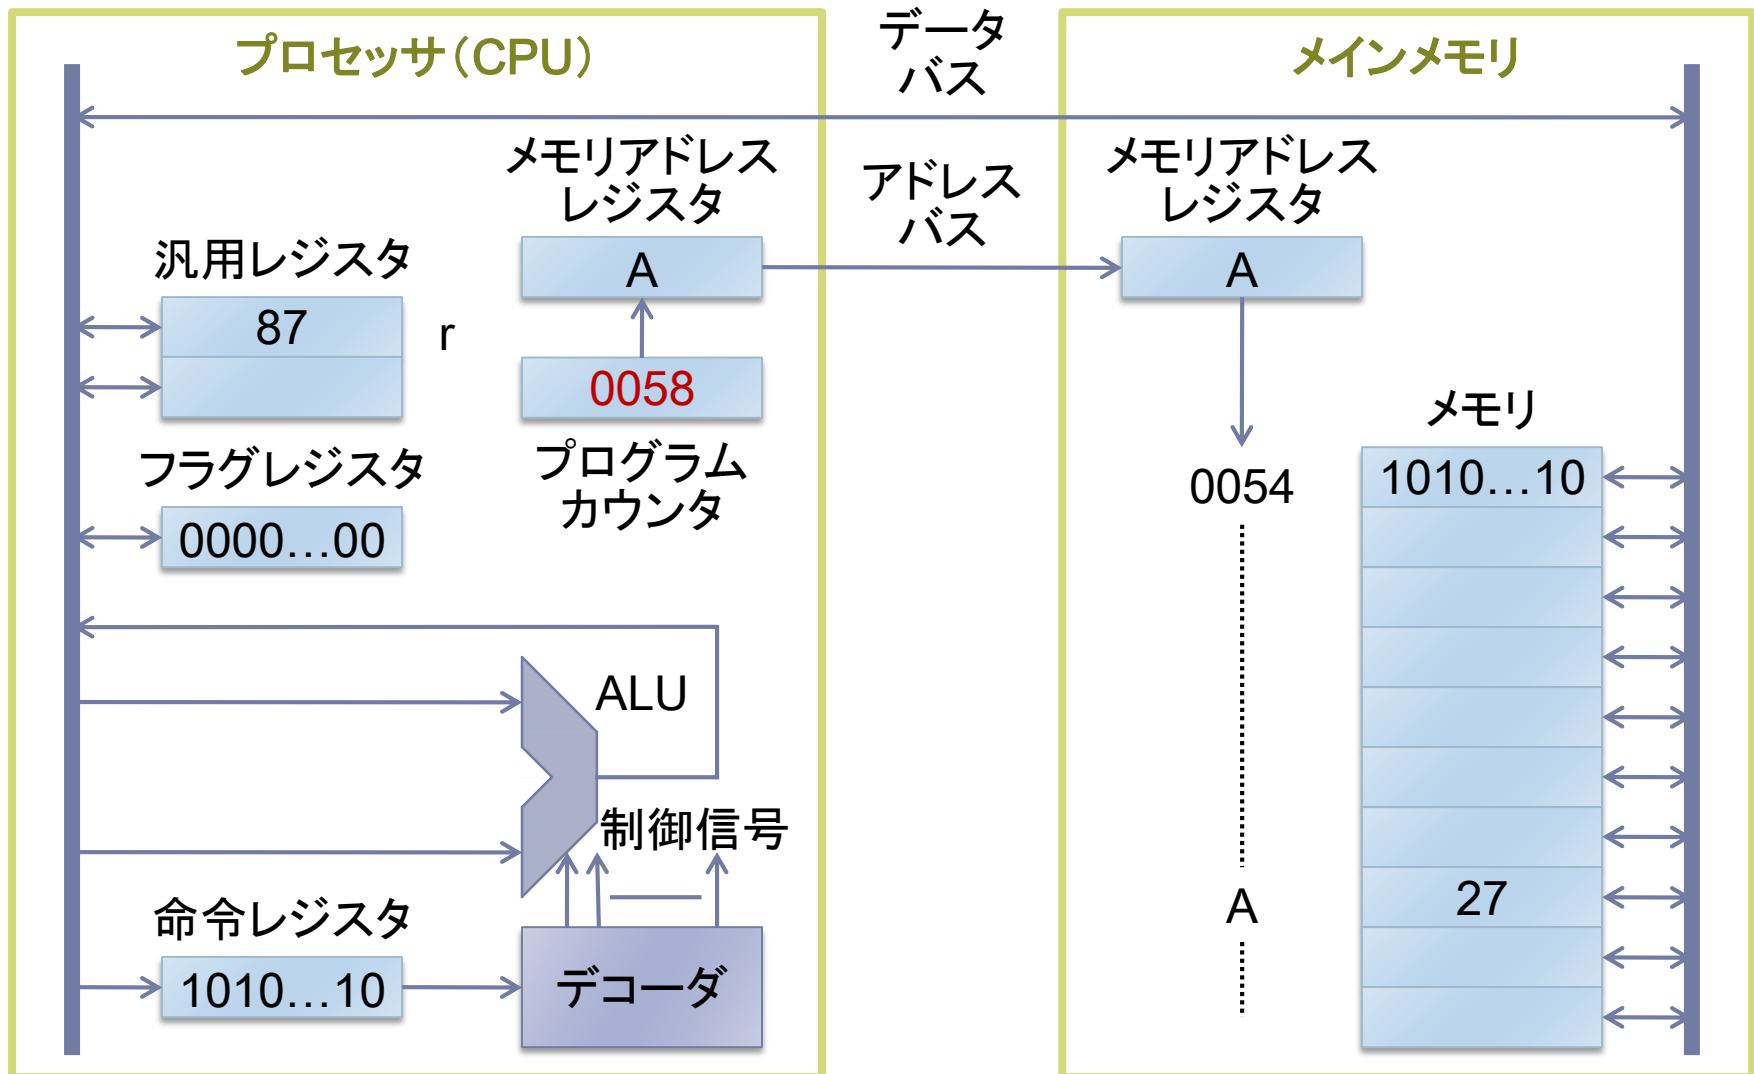 プロセッサ(CPU)
データ
バス
メインメモリ
メモリアドレス
レジスタ
アドレス
バス
メモリアドレス
レジスタ
汎用レジスタ
A
A
87
r
0058
メモリ
フラグレジスタ
プログラム
カウンタ
0054
1010…10
0000…00
ALU
制御信号
A
27
命令レジスタ
1010…10
デコーダ